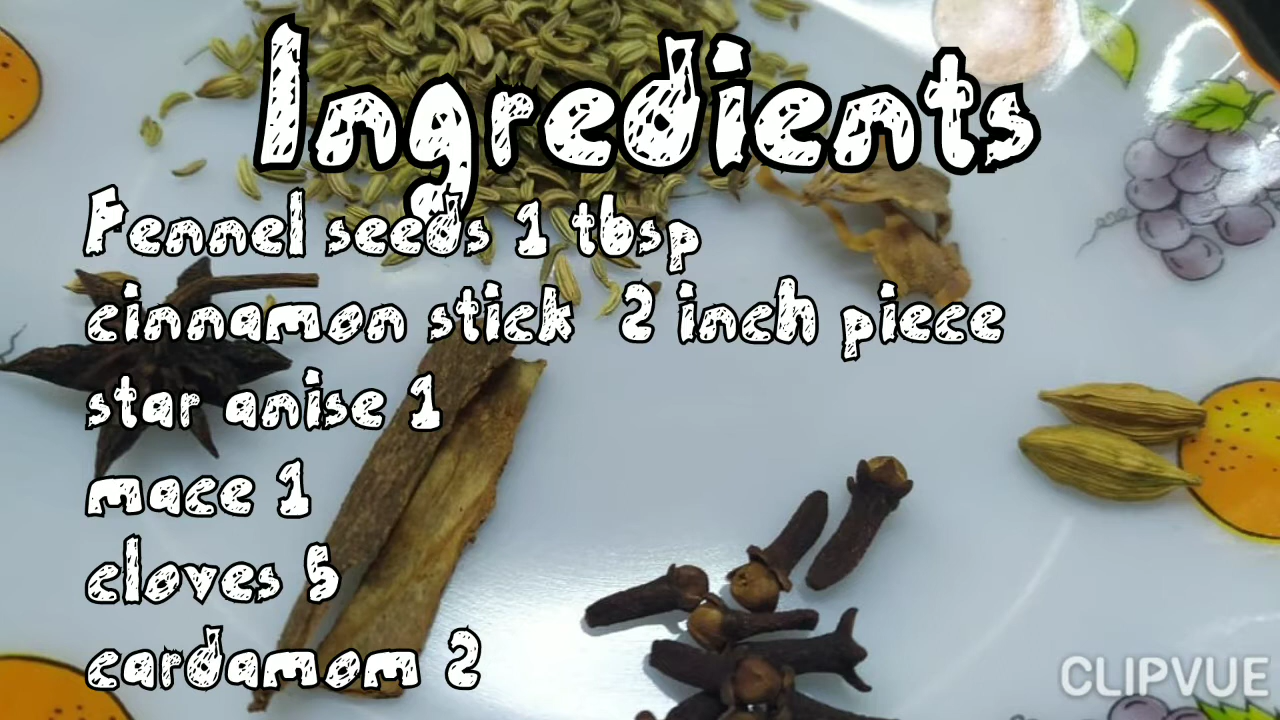 Ingredients
Fennel seeds 1 tbsp
cinnamon stick 2 inch piece
star anise 1
mace 1
cloves 5
cardamom 2
CLIPVUE